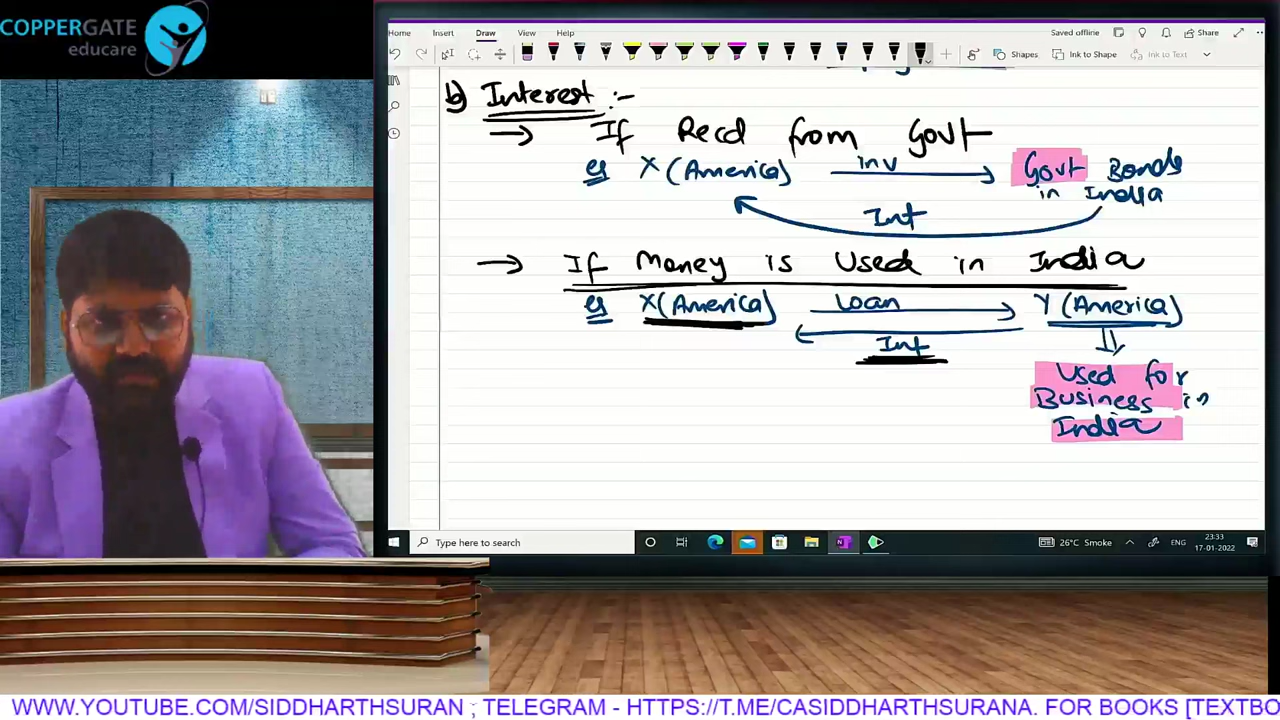 COPPERGATE
educare
Home Insert Draw View Help
Saved offline Share
Shapes Ink to Shape Ink to Text
b) Interest :-
→ If Recd from Govt
eg X (America) inv → Govt Bonds
in India
Int
→ If Money is Used in India
eg X (America) Loan → Y (America)
Int
Used for
Business in
India
Type here to search
26°C Smoke ENG 23:33
17-01-2022
WWW.YOUTUBE.COM/SIDDHARTHSURAN ; TELEGRAM - HTTPS://T.ME/CASIDDHARTHSURANA. FOR BOOKS [TEXTBO